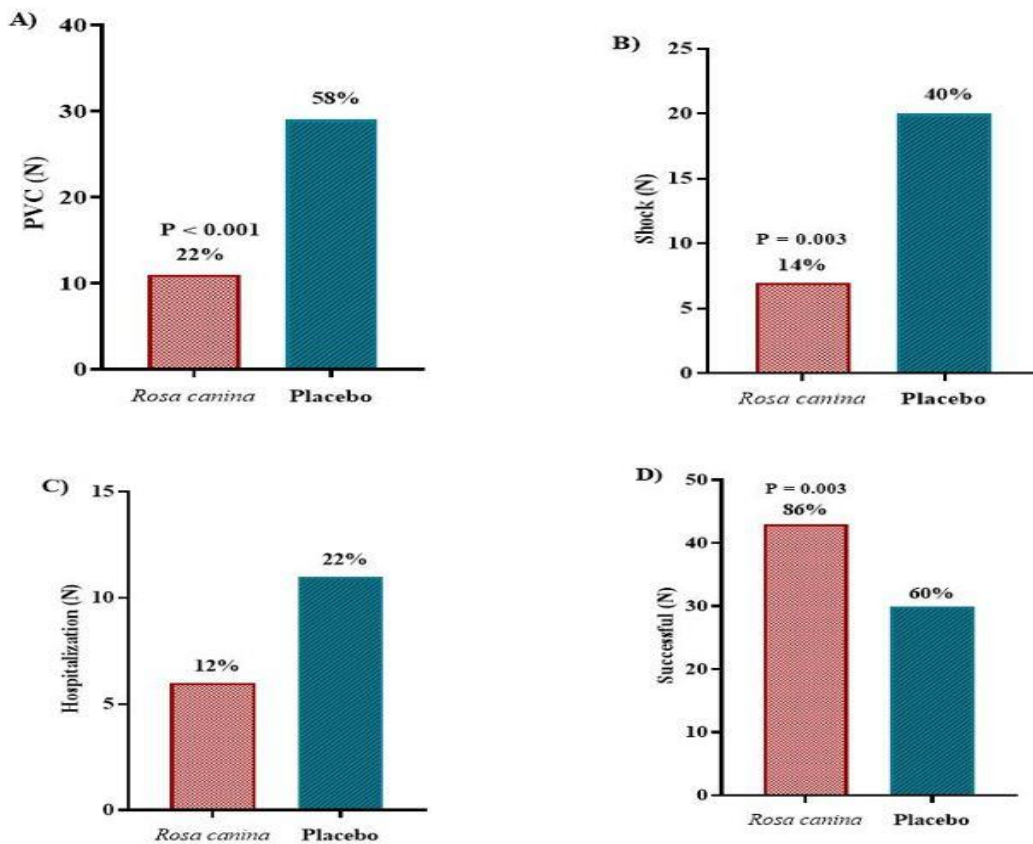 A)
PVC (N)
40
30
20
10
0
P < 0.001
22%
58%
Rosa canina
Placebo
B)
Shock (N)
25
20
15
10
5
0
P = 0.003
14%
40%
Rosa canina
Placebo
C)
Hospitalization (N)
15
10
5
0
12%
22%
Rosa canina
Placebo
D)
Successful (N)
50
40
30
20
10
0
P = 0.003
86%
60%
Rosa canina
Placebo